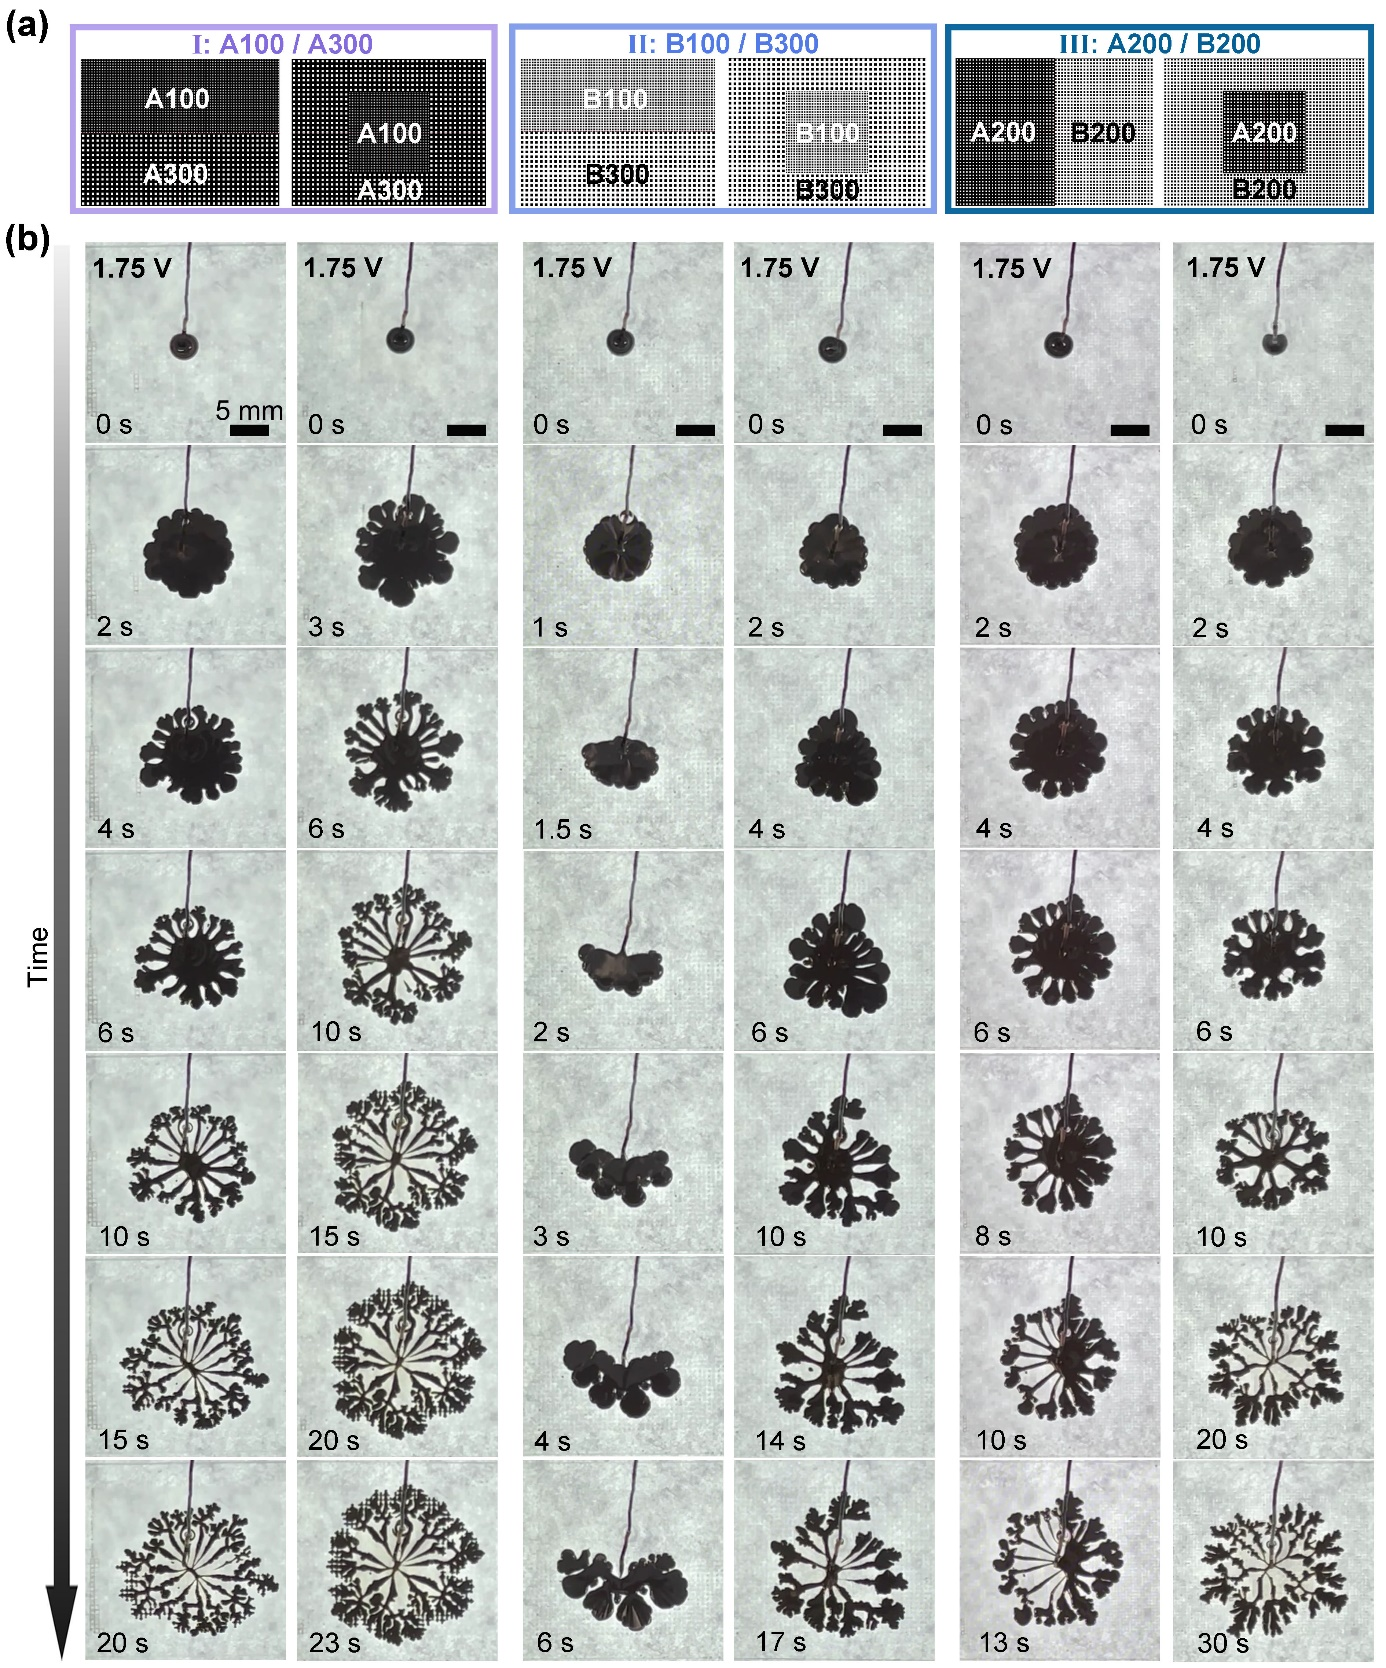 (a)
I: A100 / A300
II: B100 / B300
III: A200 / B200
A100
A300
A100
A300
B100
B300
B100
B300
A200 B200
A200
B200
(b)
Time
1.75 V 1.75 V 1.75 V 1.75 V 1.75 V 1.75 V
5 mm
0 s 0 s 0 s 0 s 0 s 0 s
2 s 3 s 1 s 2 s 2 s 2 s
4 s 6 s 1.5 s 4 s 4 s 4 s
6 s 10 s 2 s 6 s 6 s 6 s
10 s 15 s 3 s 10 s 8 s 10 s
15 s 20 s 4 s 14 s 10 s 20 s
20 s 23 s 6 s 17 s 13 s 30 s